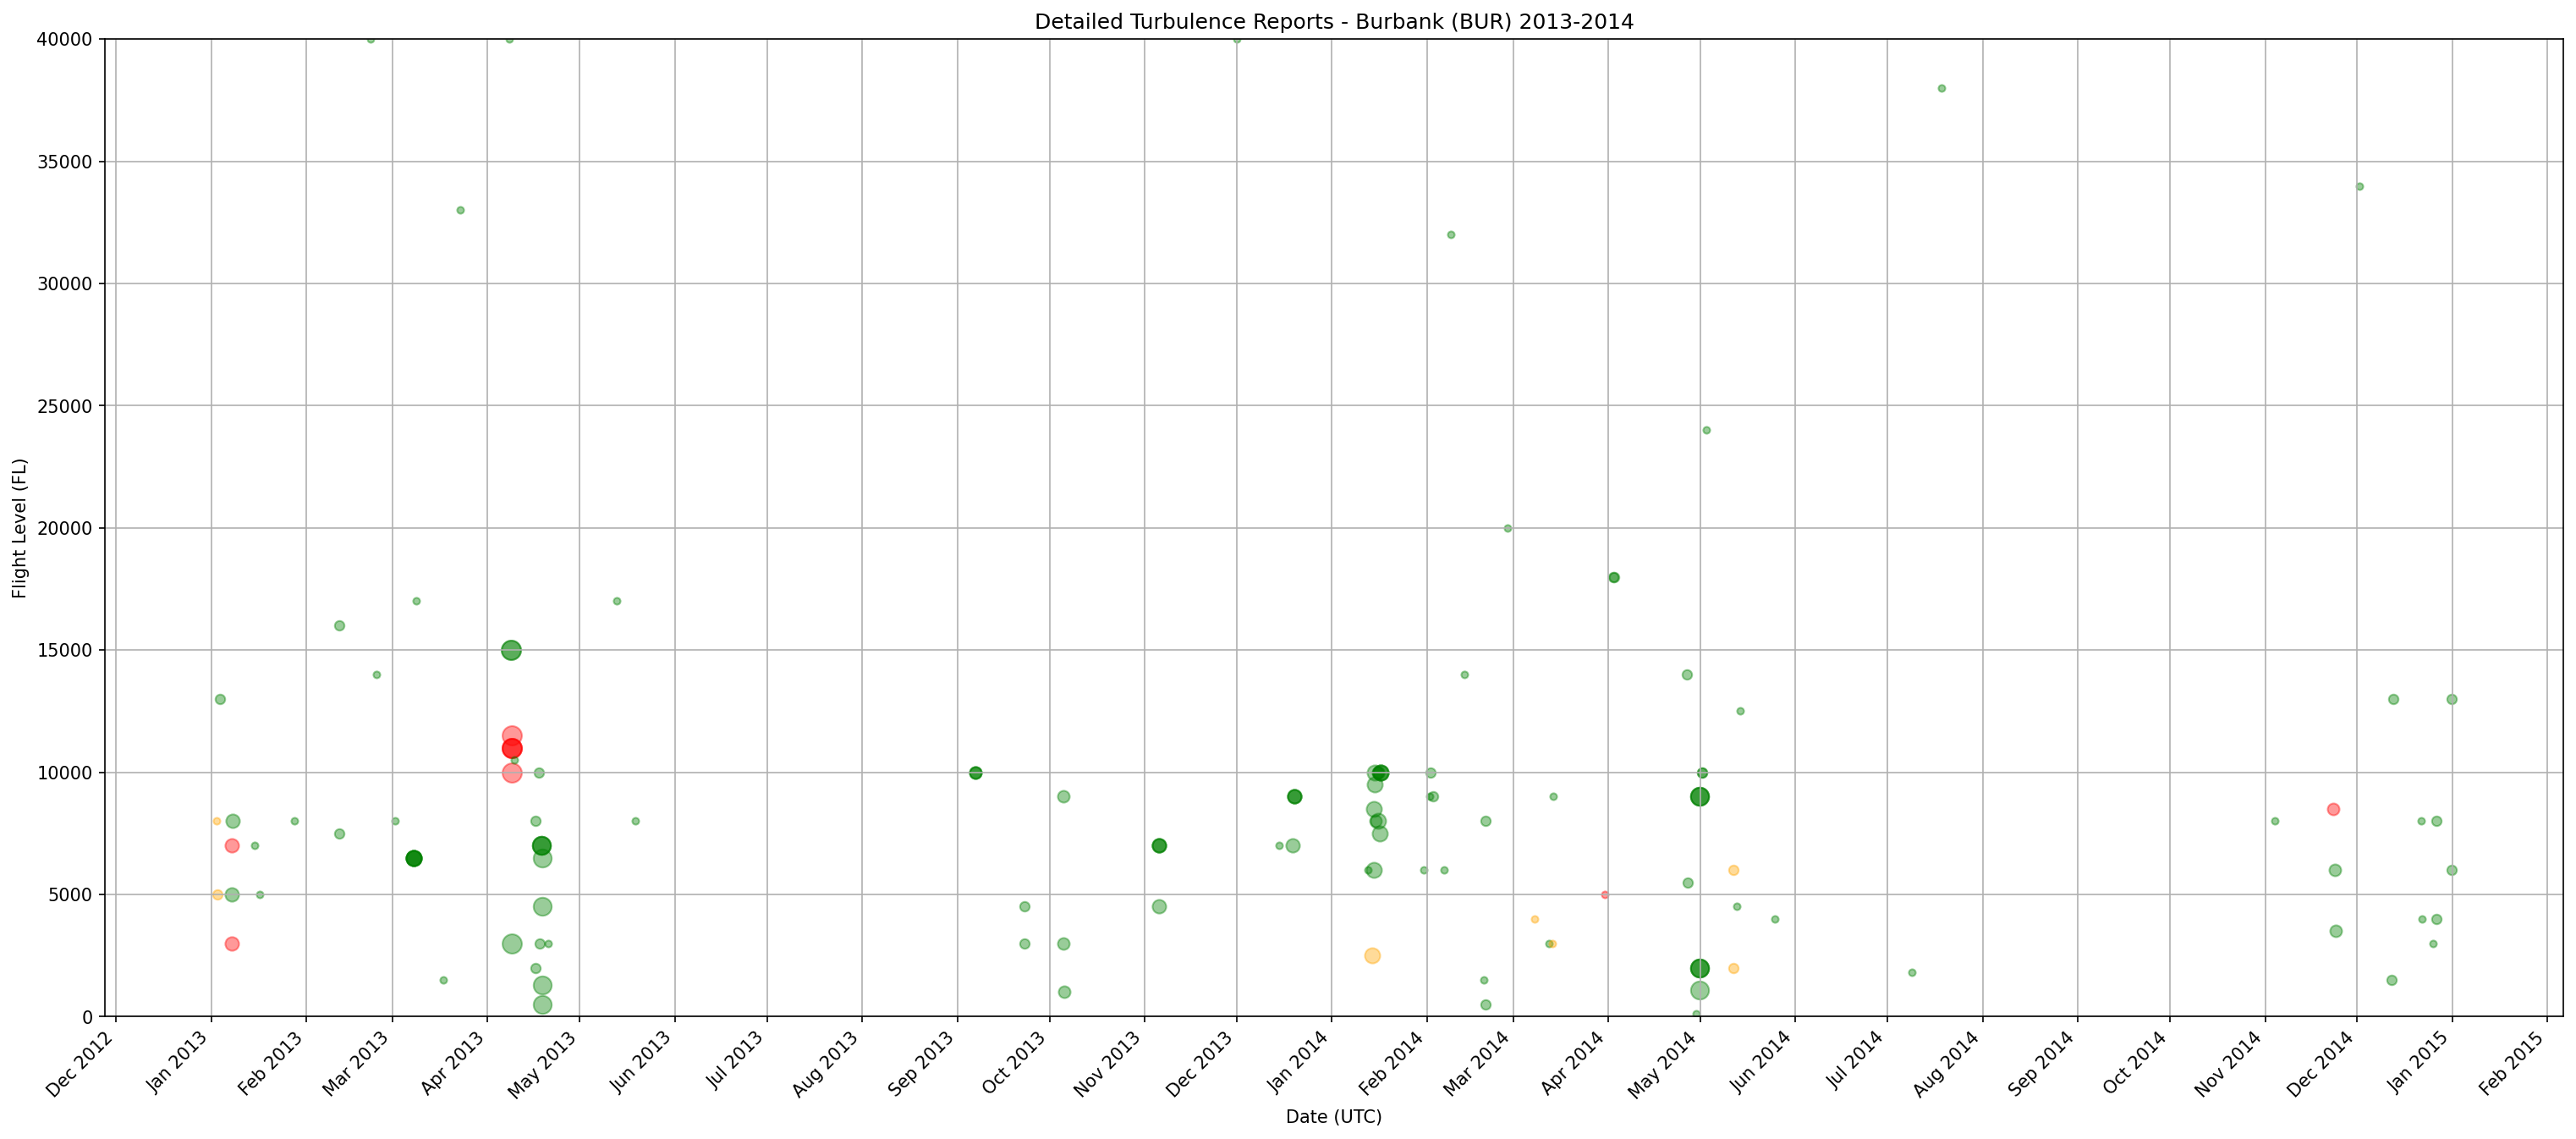 Detailed Turbulence Reports - Burbank (BUR) 2013-2014
40000
35000
30000
25000
20000
15000
10000
5000
0
Flight Level (FL)
Dec 2012
Jan 2013
Feb 2013
Mar 2013
Apr 2013
May 2013
Jun 2013
Jul 2013
Aug 2013
Sep 2013
Oct 2013
Nov 2013
Dec 2013
Jan 2014
Feb 2014
Mar 2014
Apr 2014
May 2014
Jun 2014
Jul 2014
Aug 2014
Sep 2014
Oct 2014
Nov 2014
Dec 2014
Jan 2015
Feb 2015
Date (UTC)